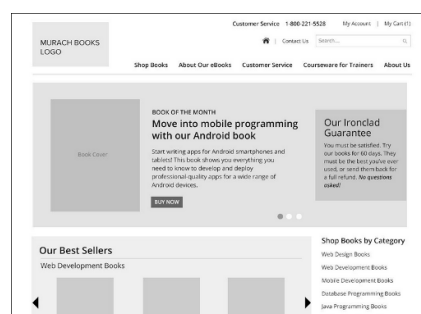 Customer Service 1-800-221-5528 My Account | My Cart (1)
MURACH BOOKS
LOGO
Contact Us Search...
Shop Books About Our eBooks Customer Service Courseware for Trainers About Us
Book Cover
BOOK OF THE MONTH
Move into mobile programming
with our Android book
Start writing apps for Android smartphones and
tablets! This book shows you everything you
need to know to develop and deploy
professional-quality apps for a wide range of
Android devices.
BUY NOW
Our Ironclad
Guarantee
You must be satisfied. Try
our books for 60 days. They
must be the best you've ever
used, or send them back for
a full refund. No questions
asked!
Our Best Sellers
Web Development Books
Shop Books by Category
Web Design Books
Web Development Books
Mobile Development Books
Database Programming Books
Java Programming Books